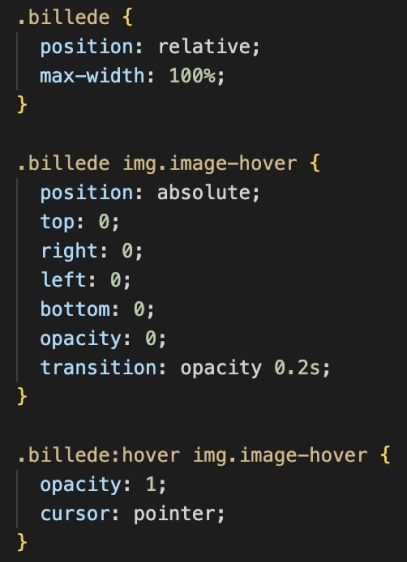 .billede {
  position: relative;
  max-width: 100%;
}

.billede img.image-hover {
  position: absolute;
  top: 0;
  right: 0;
  left: 0;
  bottom: 0;
  opacity: 0;
  transition: opacity 0.2s;
}

.billede:hover img.image-hover {
  opacity: 1;
  cursor: pointer;
}